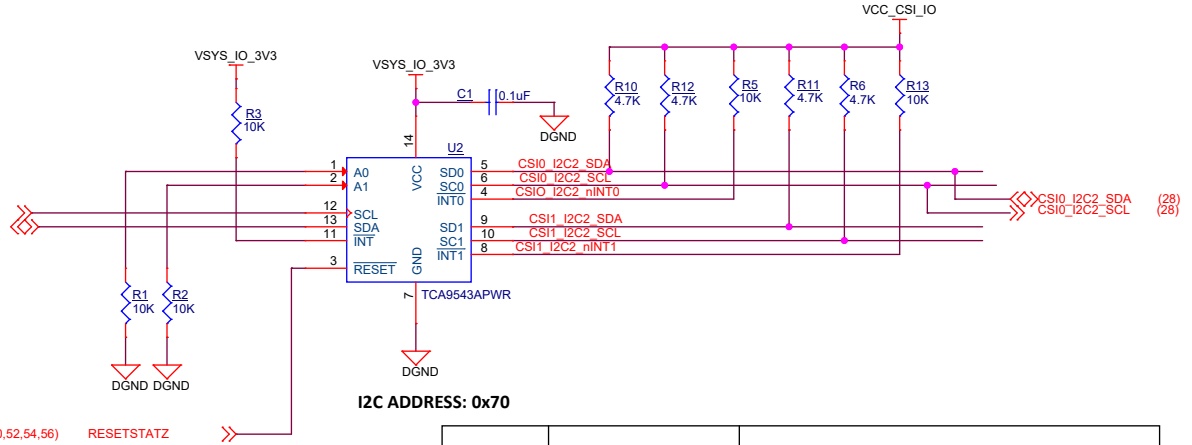 VCC_CSI_IO
VSYS_IO_3V3
VSYS_IO_3V3
R3
10K
C1
0.1uF
DGND
R10
4.7K
R12
4.7K
R5
10K
R11
4.7K
R6
4.7K
R13
10K
U2
14
VCC
1
A0
2
A1
12
SCL
13
SDA
11
INT
3
RESET
GND
7
SD0
5
CSI0_I2C2_SDA
SC0
6
CSI0_I2C2_SCL
INT0
4
CSIO_I2C2_nINT0
SD1
9
CSI1_I2C2_SDA
SC1
10
CSI1_I2C2_SCL
INT1
8
CSI1_I2C2_nINT1
TCA9543APWR
CSI0_I2C2_SDA (28)
CSI0_I2C2_SCL (28)
R1
10K
R2
10K
DGND
DGND
DGND
I2C ADDRESS: 0x70
0,52,54,56) RESETSTATZ